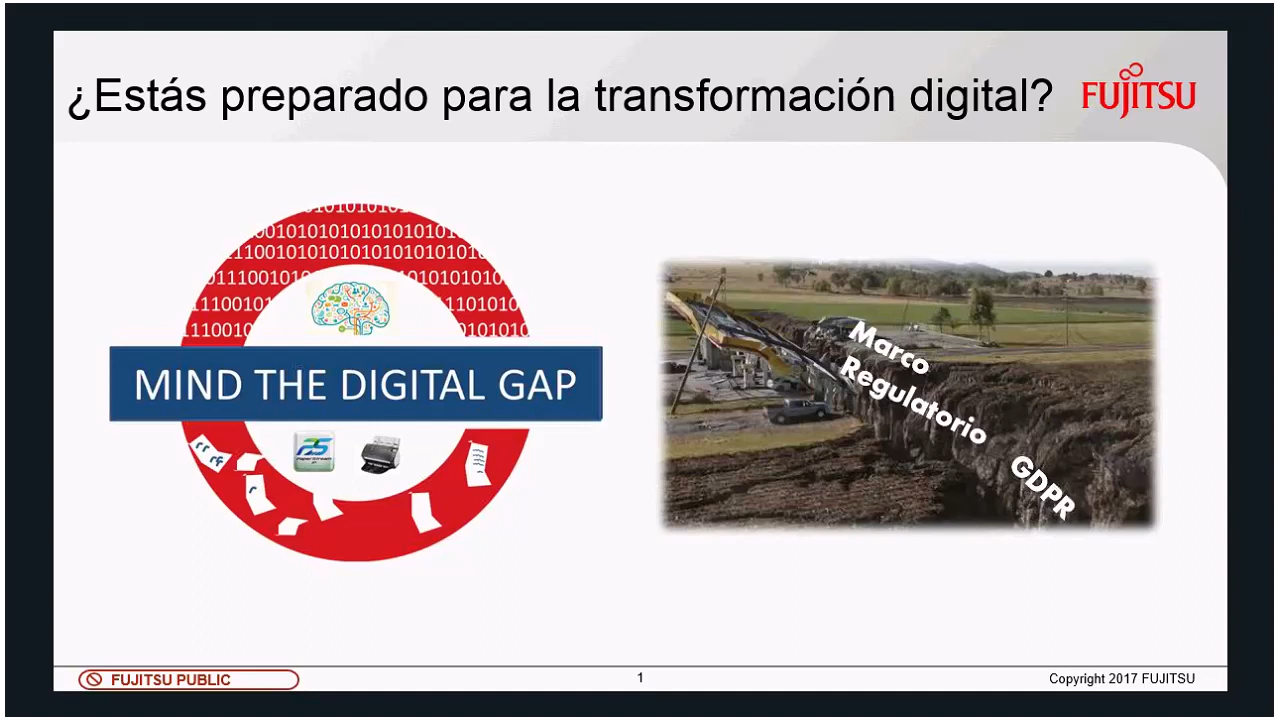 ¿Estás preparado para la transformación digital?
FUJITSU
MIND THE DIGITAL GAP
Marco
Regulatorio
GDPR
FUJITSU PUBLIC
1
Copyright 2017 FUJITSU